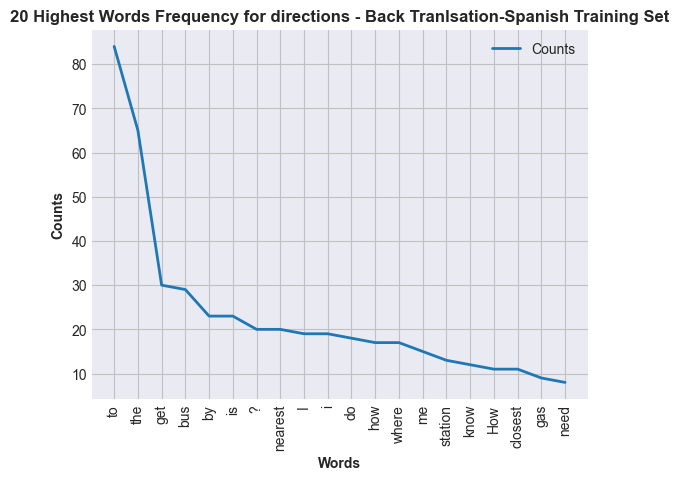 20 Highest Words Frequency for directions - Back Tranlsation-Spanish Training Set
Counts
80
70
60
50
40
30
20
10
Counts
to
the
get
bus
by
is
?
nearest
I
i
do
how
where
me
station
know
How
closest
gas
need
Words